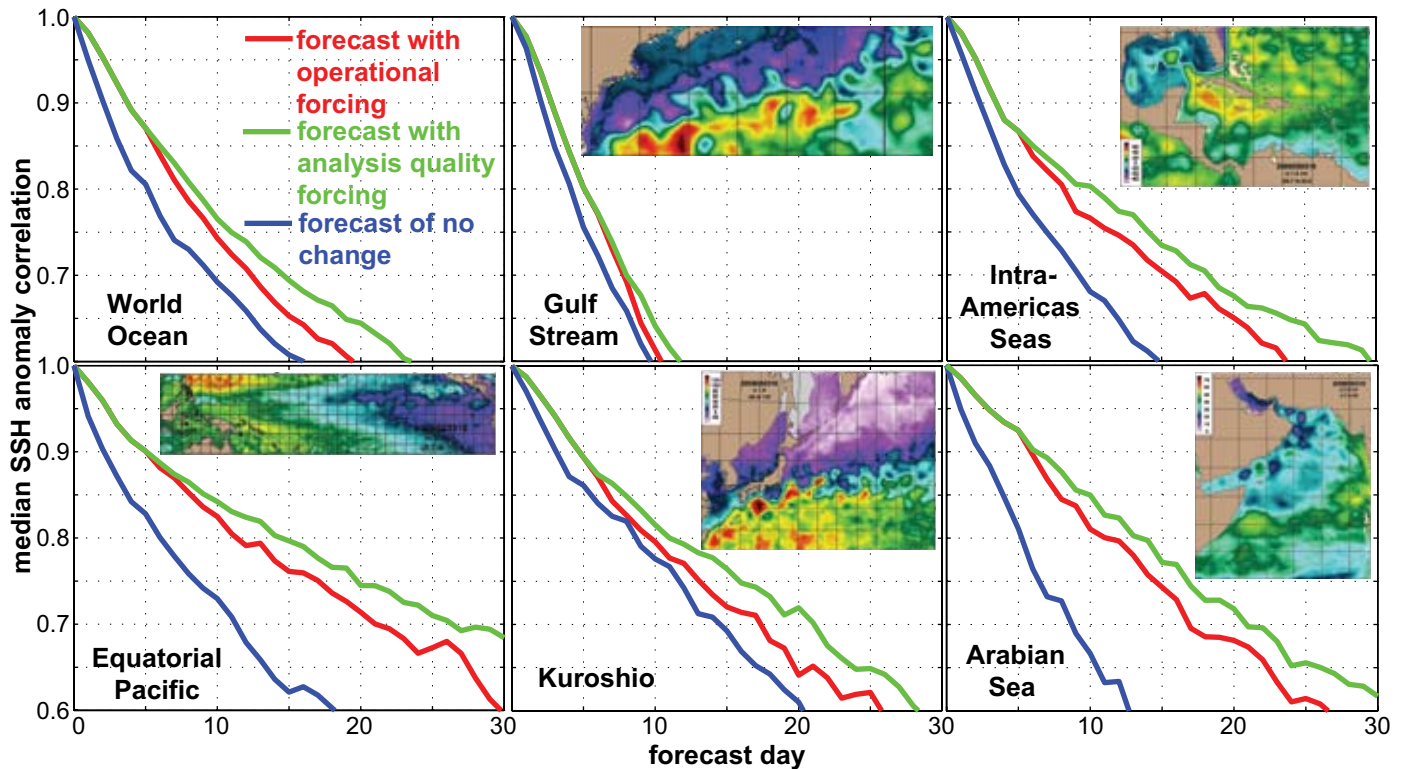 1.0
0.9
0.8
0.7
forecast with
operational
forcing
forecast with
analysis quality
forcing
forecast of no
change
World
Ocean
Gulf
Stream
Intra-
Americas
Seas
median SSH anomaly correlation
1.0
0.9
0.8
0.7
0.6
Equatorial
Pacific
Kuroshio
Arabian
Sea
0 10 20 30 10 20 30 10 20 30
forecast day